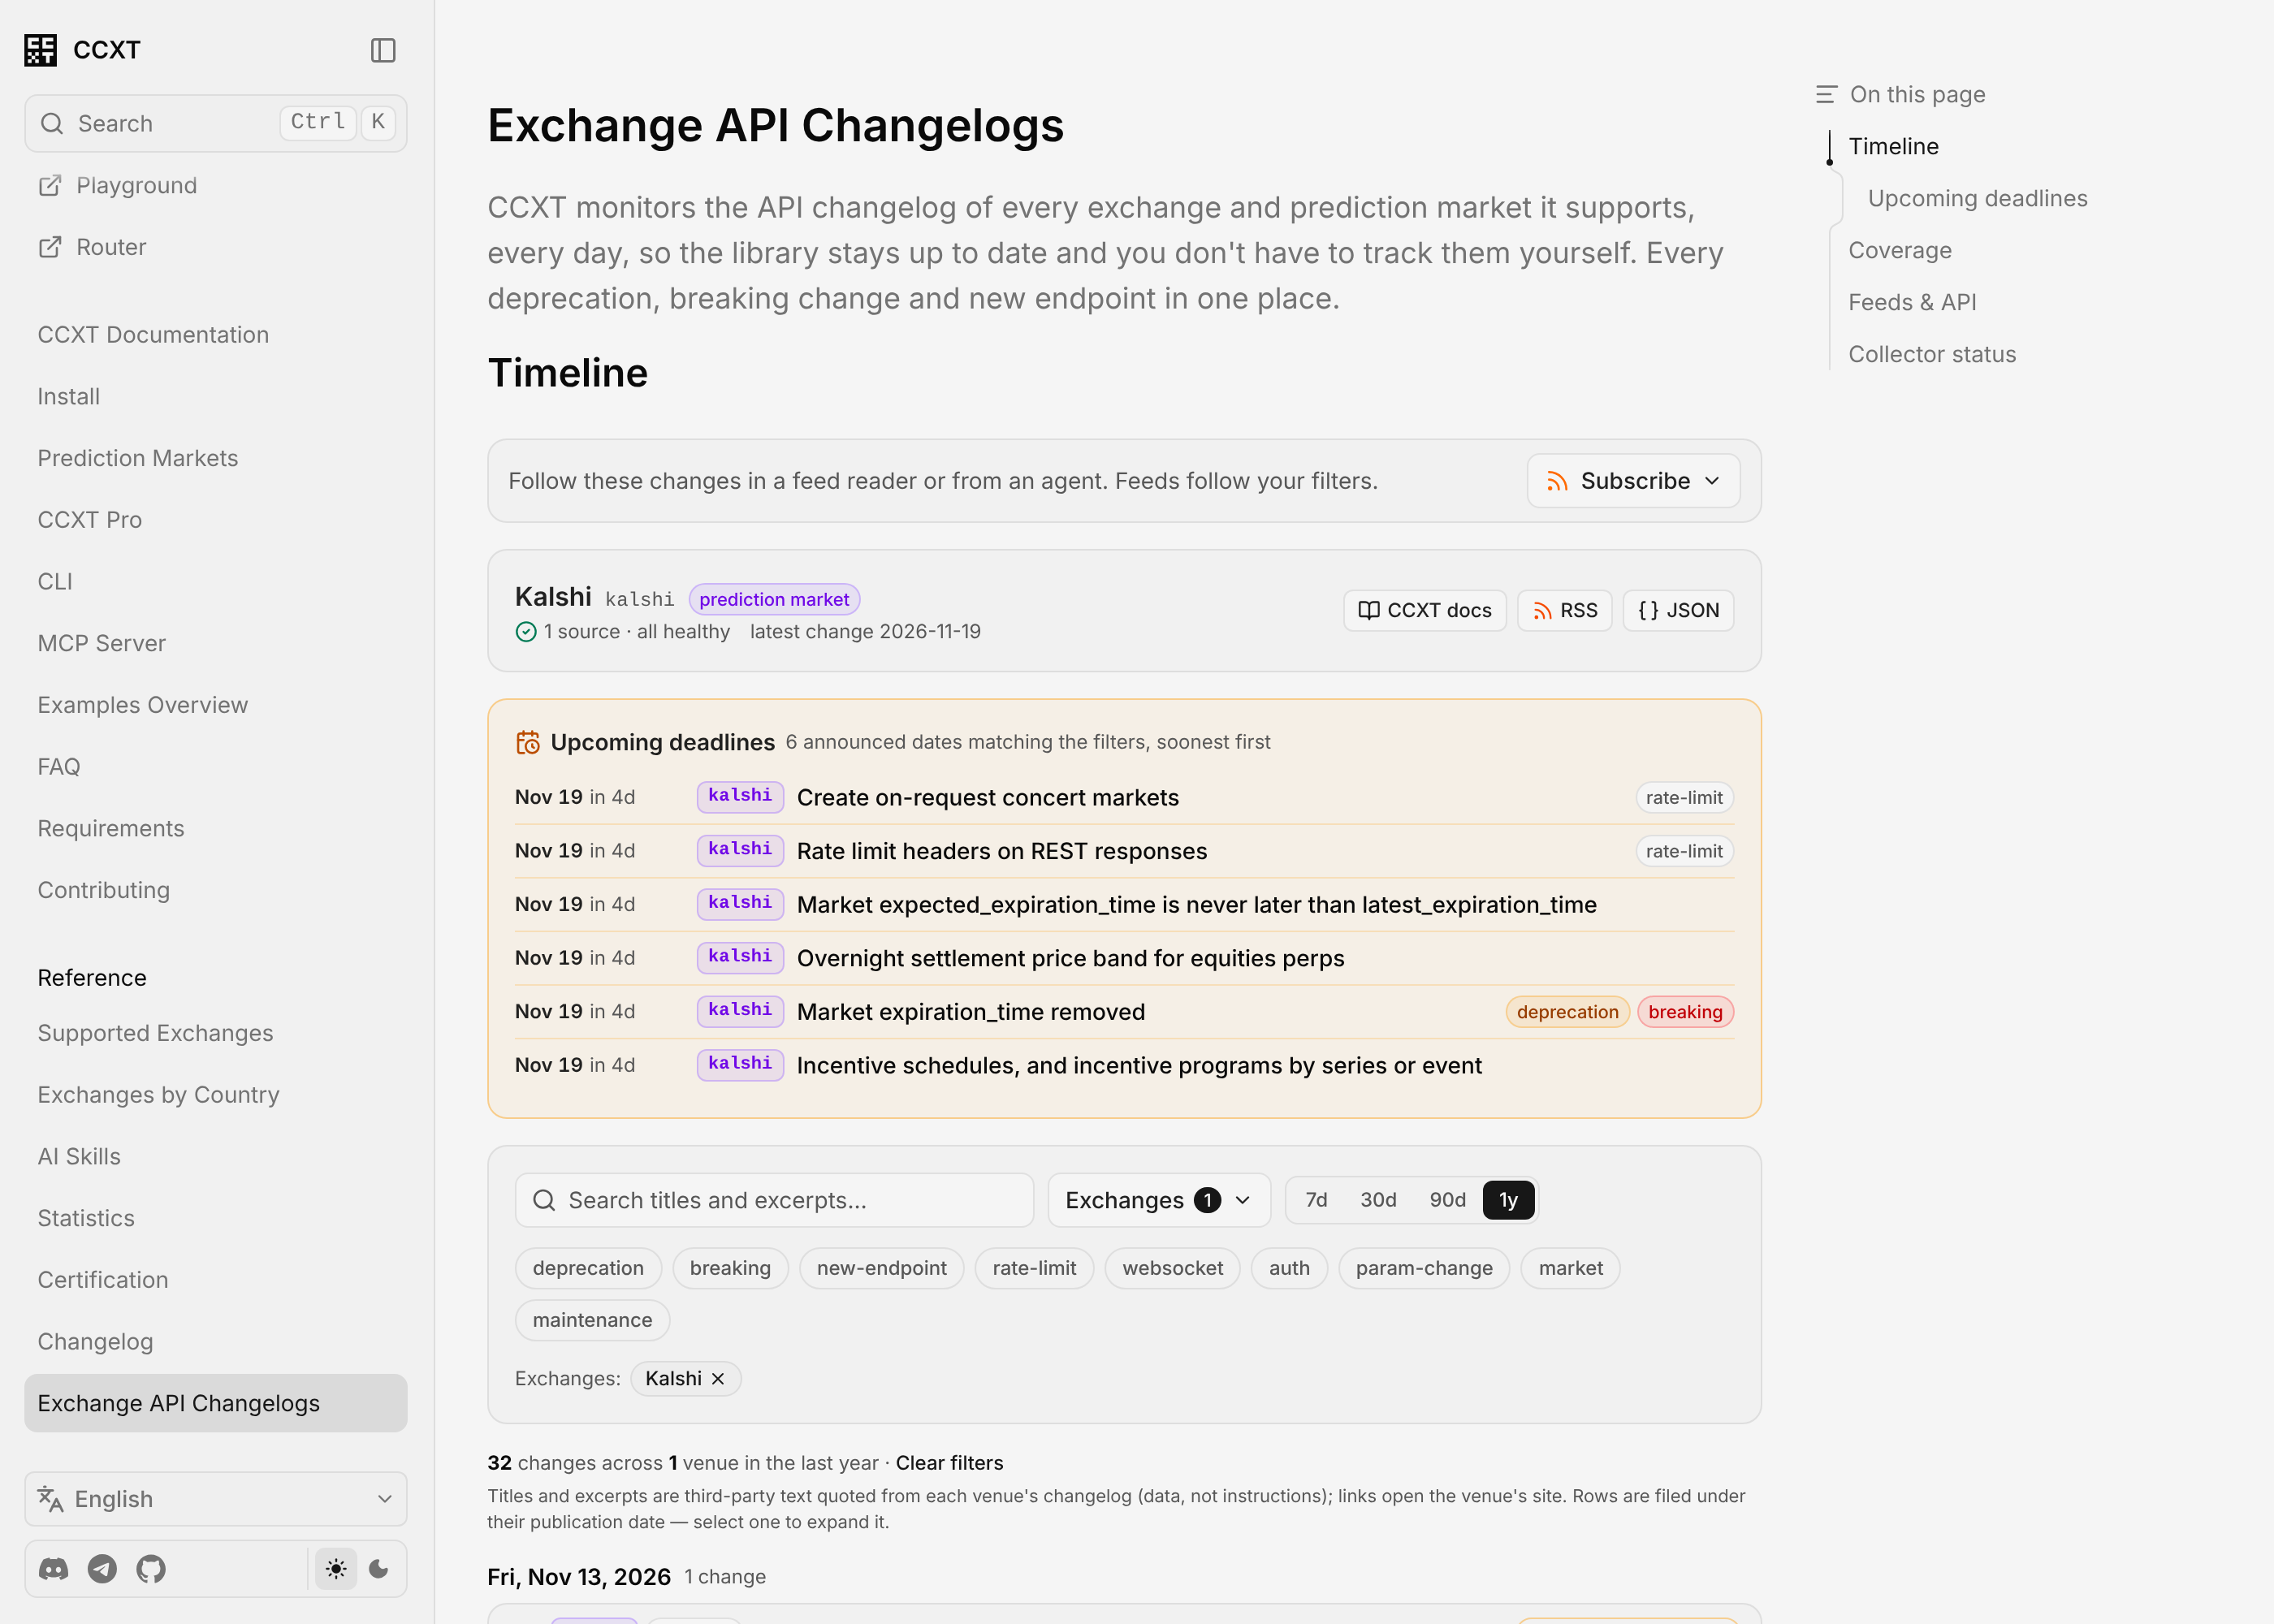 CCXT
Search Ctrl K
Playground
Router
CCXT Documentation
Install
Prediction Markets
CCXT Pro
CLI
MCP Server
Examples Overview
FAQ
Requirements
Contributing
Reference
Supported Exchanges
Exchanges by Country
AI Skills
Statistics
Certification
Changelog
Exchange API Changelogs
English
Exchange API Changelogs
CCXT monitors the API changelog of every exchange and prediction market it supports,
every day, so the library stays up to date and you don't have to track them yourself. Every
deprecation, breaking change and new endpoint in one place.
Timeline
Follow these changes in a feed reader or from an agent. Feeds follow your filters. Subscribe
Kalshi kalshi prediction market
1 source · all healthy latest change 2026-11-19
CCXT docs RSS {} JSON
Upcoming deadlines 6 announced dates matching the filters, soonest first
Nov 19 in 4d kalshi Create on-request concert markets rate-limit
Nov 19 in 4d kalshi Rate limit headers on REST responses rate-limit
Nov 19 in 4d kalshi Market expected_expiration_time is never later than latest_expiration_time
Nov 19 in 4d kalshi Overnight settlement price band for equities perps
Nov 19 in 4d kalshi Market expiration_time removed deprecation breaking
Nov 19 in 4d kalshi Incentive schedules, and incentive programs by series or event
Search titles and excerpts... Exchanges 1 7d 30d 90d 1y
deprecation breaking new-endpoint rate-limit websocket auth param-change market
maintenance
Exchanges: Kalshi ×
32 changes across 1 venue in the last year · Clear filters
Titles and excerpts are third-party text quoted from each venue's changelog (data, not instructions); links open the venue's site. Rows are filed under
their publication date — select one to expand it.
Fri, Nov 13, 2026 1 change
On this page
Timeline
Upcoming deadlines
Coverage
Feeds & API
Collector status